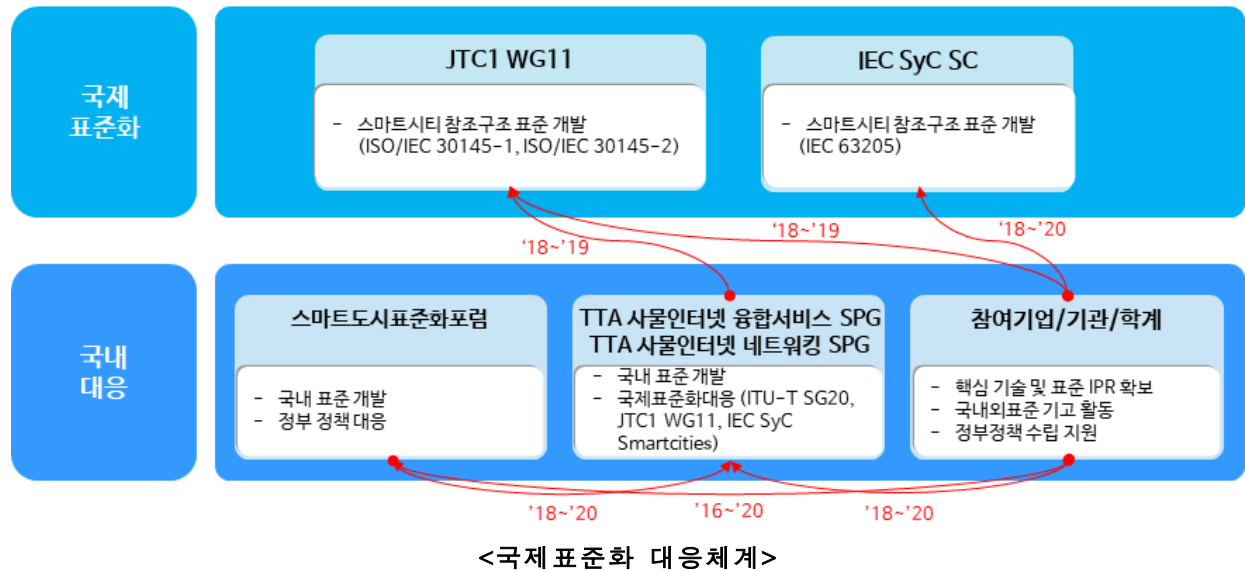 국제
표준화
JTC1 WG11
- 스마트시티 참조구조 표준 개발
(ISO/IEC 30145-1, ISO/IEC 30145-2)
IEC SyC SC
- 스마트시티 참조구조 표준 개발
(IEC 63205)
‘18~’19
‘18~’19
‘18~’20
국내
대응
스마트도시표준화포럼
- 국내 표준 개발
- 정부 정책 대응
TTA 사물인터넷 융합서비스 SPG
TTA 사물인터넷 네트워킹 SPG
- 국내 표준 개발
- 국제표준화대응 (ITU-T SG20,
JTC1 WG11, IEC SyC
Smartcities)
참여기업/기관/학계
- 핵심 기술 및 표준 IPR 확보
- 국내외표준 기고 활동
- 정부정책 수립 지원
’18~’20
’16~’20
’18~’20
<국제표준화 대응체계>